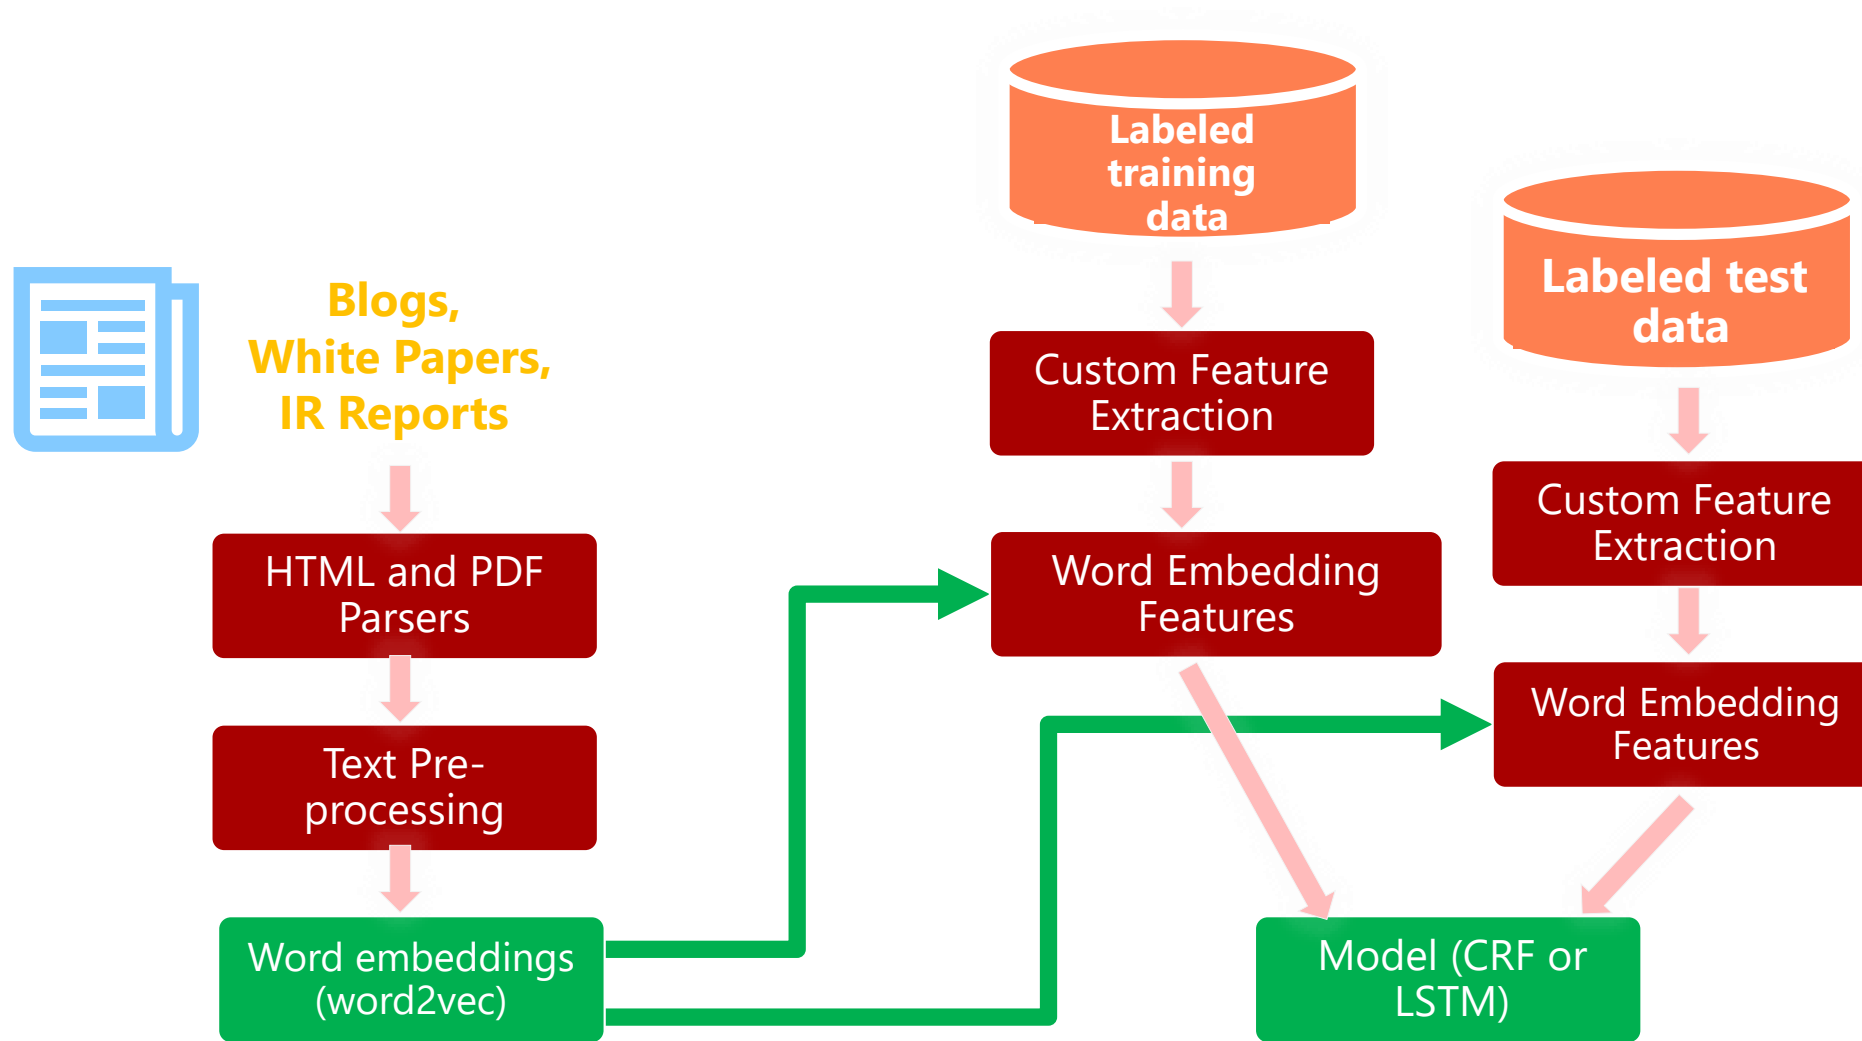 Blogs,
White Papers,
IR Reports
HTML and PDF
Parsers
Text Pre-
processing
Word embeddings
(word2vec)
Labeled
training
data
Custom Feature
Extraction
Word Embedding
Features
Labeled test
data
Custom Feature
Extraction
Word Embedding
Features
Model (CRF or
LSTM)